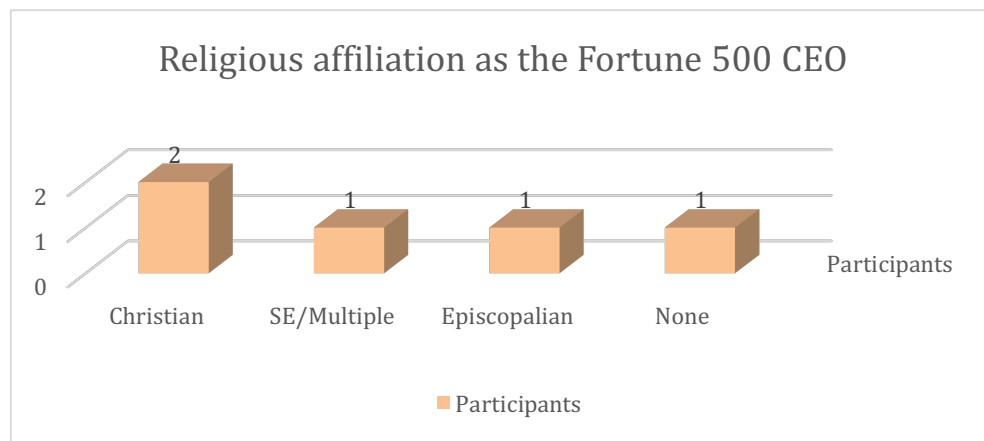 Religious affiliation as the Fortune 500 CEO
2
1
1
1
2
1
0
Participants
Christian
SE/Multiple
Episcopalian
None
Participants